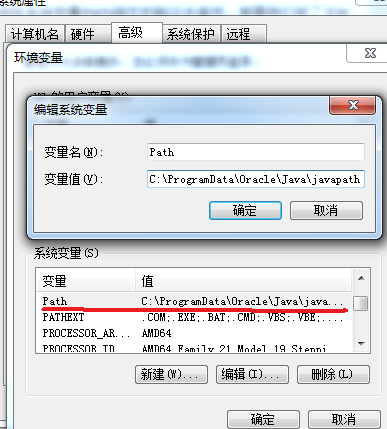 系统属性
计算机名 硬件 高级 系统保护 远程
环境变量
编辑系统变量
变量名(N): Path
变量值(V): C:\ProgramData\Oracle\Java\javapath
确定 取消
系统变量(S)
变量 值
Path C:\ProgramData\Oracle\Java\java...
PATHEXT .COM;.EXE;.BAT;.CMD;.VBS;.VBE;....
PROCESSOR_AR... AMD64
PROCESSOR_ID AMD64 Family 21 Model 19 Steppi
新建(W)... 编辑(I)... 删除(L)
确定 取消